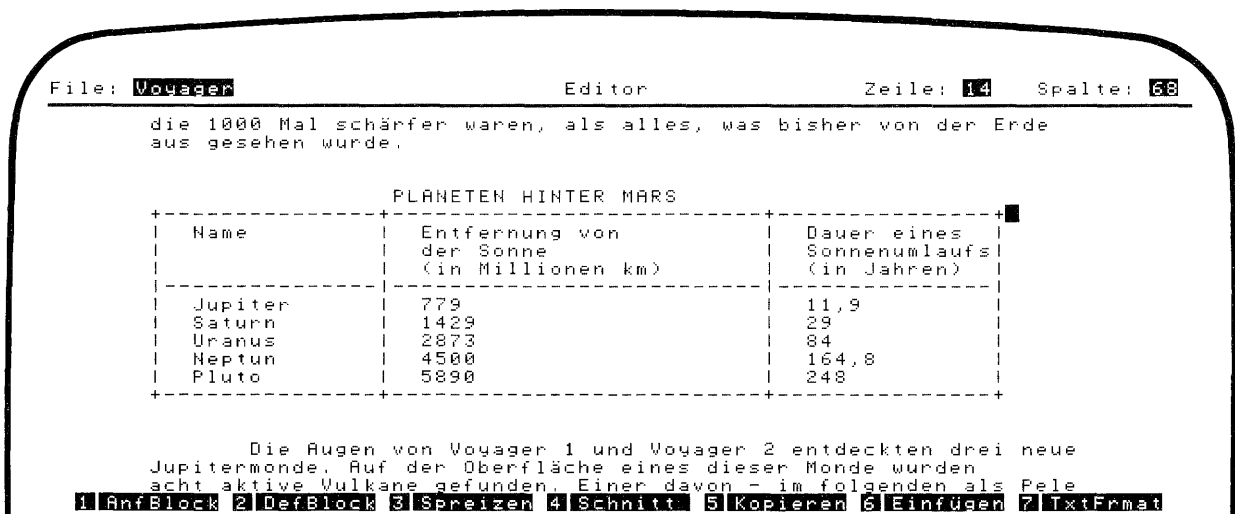 File: Voyager Editor Zeile: 14 Spalte: 68
die 1000 Mal schärfer waren, als alles, was bisher von der Erde
aus gesehen wurde.
PLANETEN HINTER MARS
+---------------+-------------------------+---------------+
| Name | Entfernung von | Dauer eines |
| | der Sonne | Sonnenumlaufs|
| | (in Millionen km) | (in Jahren) |
|---------------|-------------------------|---------------|
| Jupiter | 779 | 11,9 |
| Saturn | 1429 | 29 |
| Uranus | 2873 | 84 |
| Neptun | 4500 | 164,8 |
| Pluto | 5890 | 248 |
+---------------+-------------------------+---------------+
Die Augen von Voyager 1 und Voyager 2 entdeckten drei neue
Jupitermonde. Auf der Oberfläche eines dieser Monde wurden
acht aktive Vulkane gefunden. Einer davon - im folgenden als Pele
1 AnfBlock 2 DefBlock 3 Spreizen 4 Schnitt 5 Kopieren 6 Einfügen 7 TxtFrmat